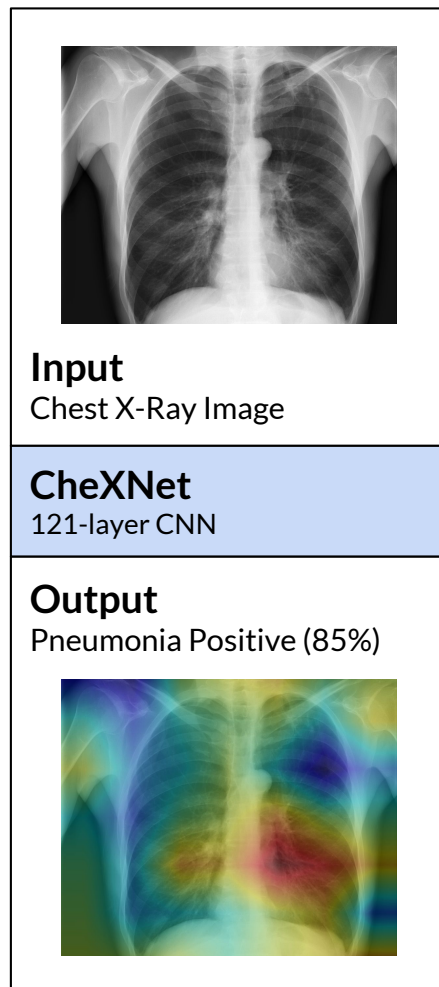 Input
Chest X-Ray Image
CheXNet
121-layer CNN
Output
Pneumonia Positive (85%)